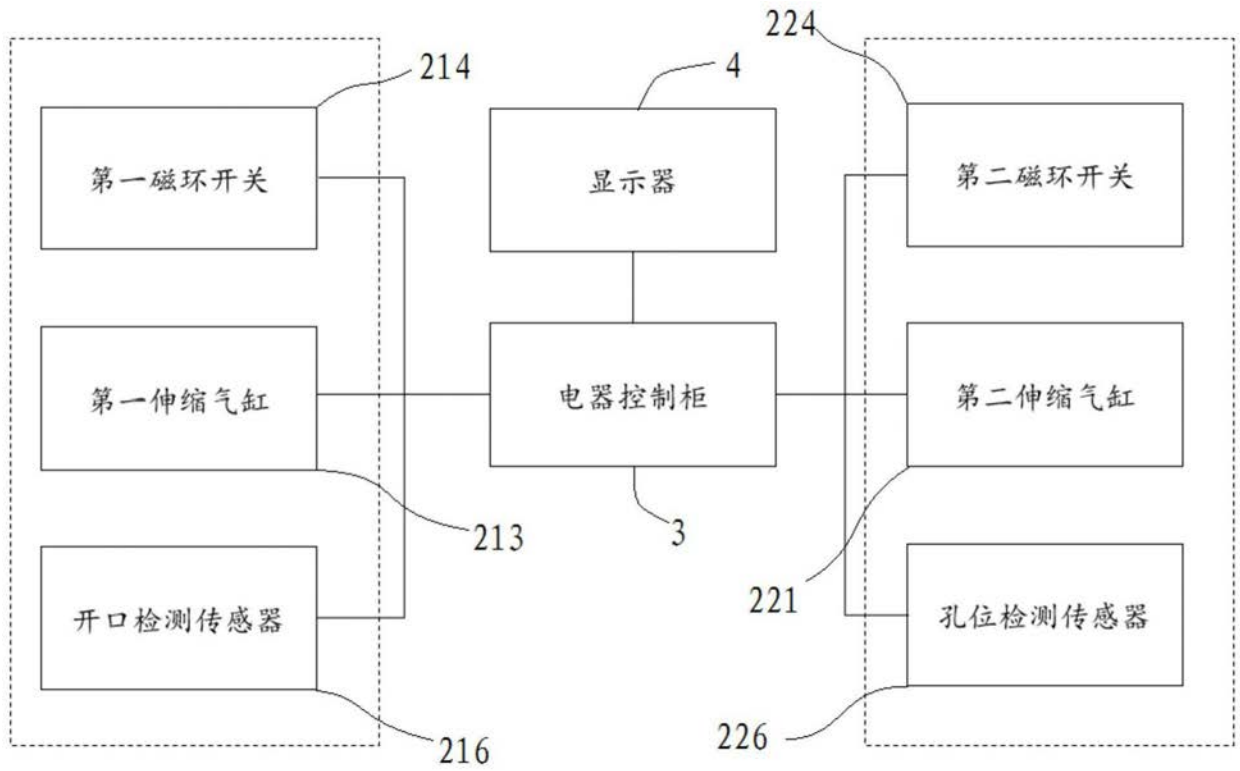 224
214
4
第一磁环开关
显示器
第二磁环开关
第一伸缩气缸
电器控制柜
第二伸缩气缸
213
3
221
开口检测传感器
孔位检测传感器
216
226